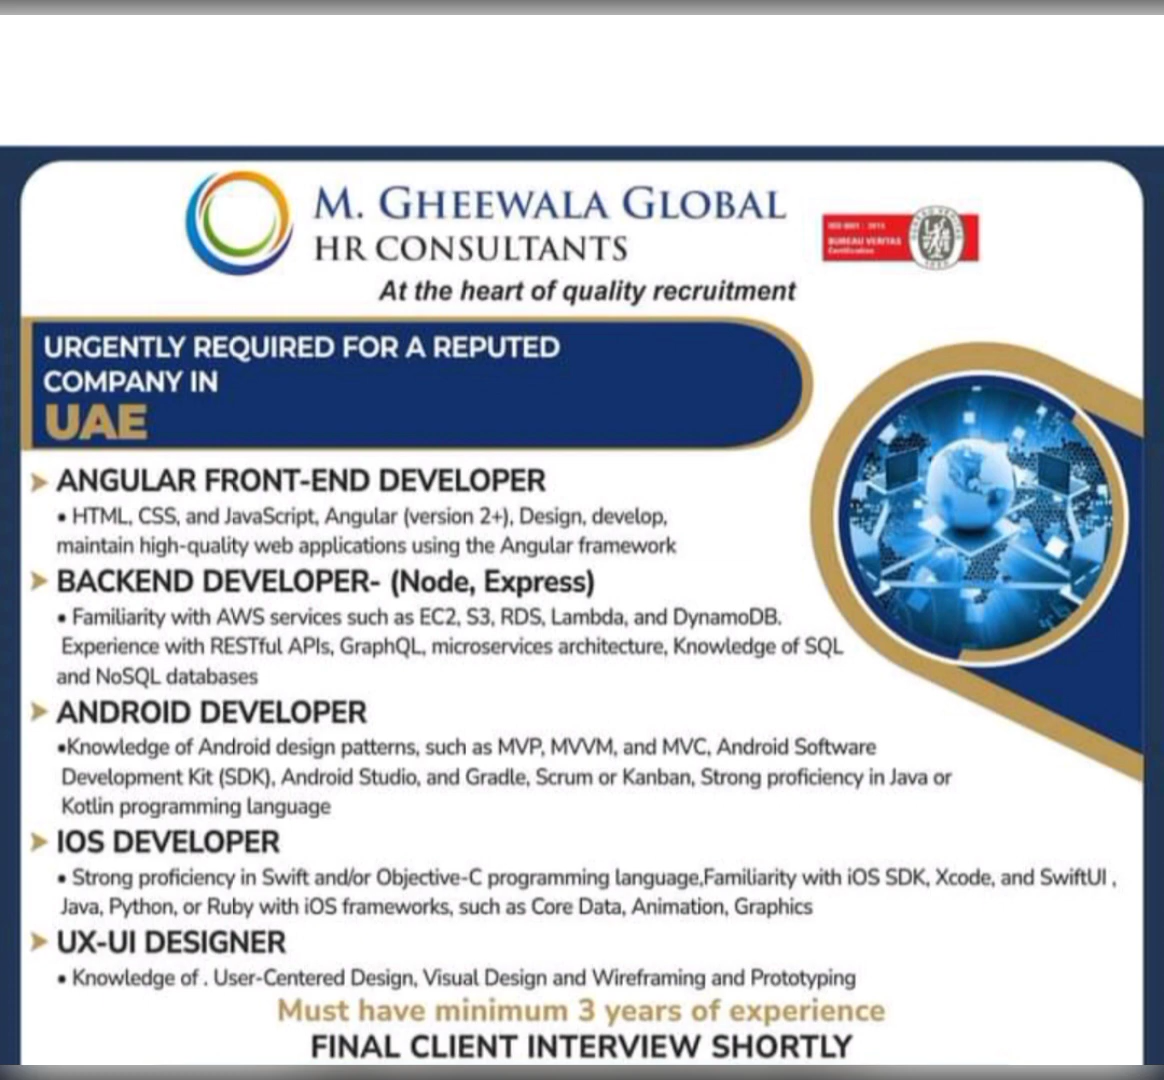 M. GHEEWALA GLOBAL
HR CONSULTANTS
At the heart of quality recruitment
ISO 9001 : 2015
BUREAU VERITAS
Certification
URGENTLY REQUIRED FOR A REPUTED
COMPANY IN
UAE
➤ ANGULAR FRONT-END DEVELOPER
• HTML, CSS, and JavaScript, Angular (version 2+), Design, develop,
maintain high-quality web applications using the Angular framework
➤ BACKEND DEVELOPER- (Node, Express)
• Familiarity with AWS services such as EC2, S3, RDS, Lambda, and DynamoDB.
Experience with RESTful APIs, GraphQL, microservices architecture, Knowledge of SQL
and NoSQL databases
➤ ANDROID DEVELOPER
•Knowledge of Android design patterns, such as MVP, MVVM, and MVC, Android Software
Development Kit (SDK), Android Studio, and Gradle, Scrum or Kanban, Strong proficiency in Java or
Kotlin programming language
➤ IOS DEVELOPER
• Strong proficiency in Swift and/or Objective-C programming language,Familiarity with iOS SDK, Xcode, and SwiftUI ,
Java, Python, or Ruby with iOS frameworks, such as Core Data, Animation, Graphics
➤ UX-UI DESIGNER
• Knowledge of . User-Centered Design, Visual Design and Wireframing and Prototyping
Must have minimum 3 years of experience
FINAL CLIENT INTERVIEW SHORTLY